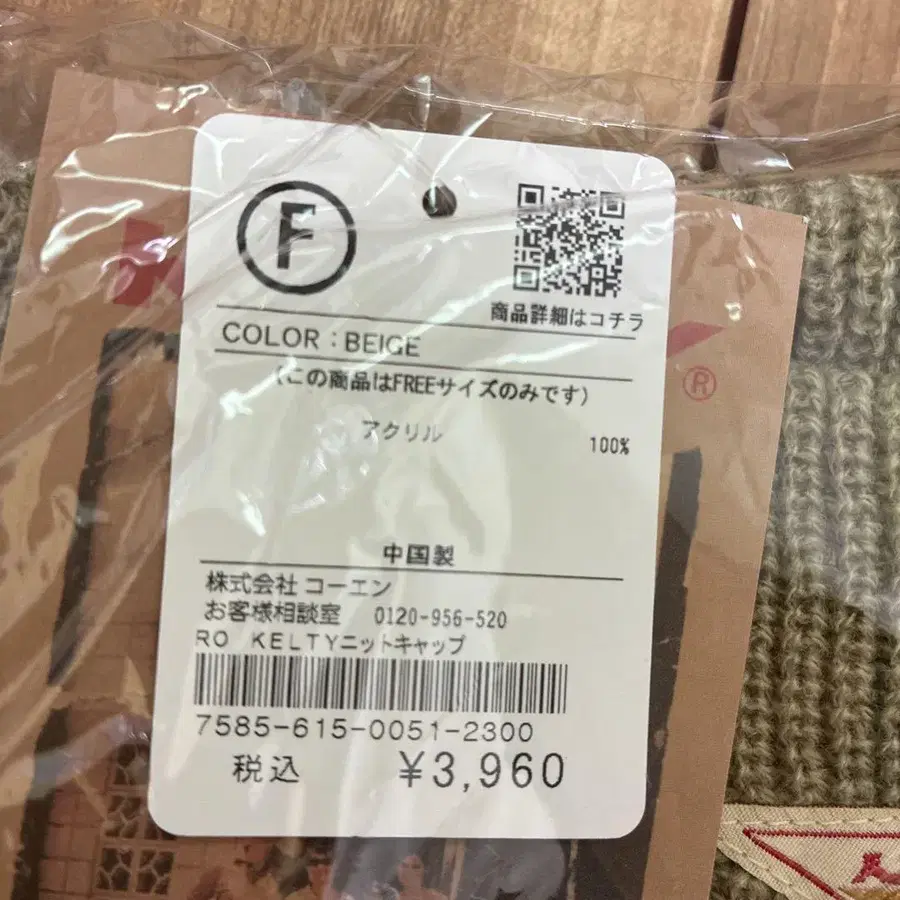 F
商品詳細はコチラ
COLOR：BEIGE
(この商品はFREEサイズのみです)
アクリル 100%
中国製
株式会社 コーエン
お客様相談室 0120-956-520
RO KELTYニットキャップ
7585-615-0051-2300
税込 ¥3,960
®